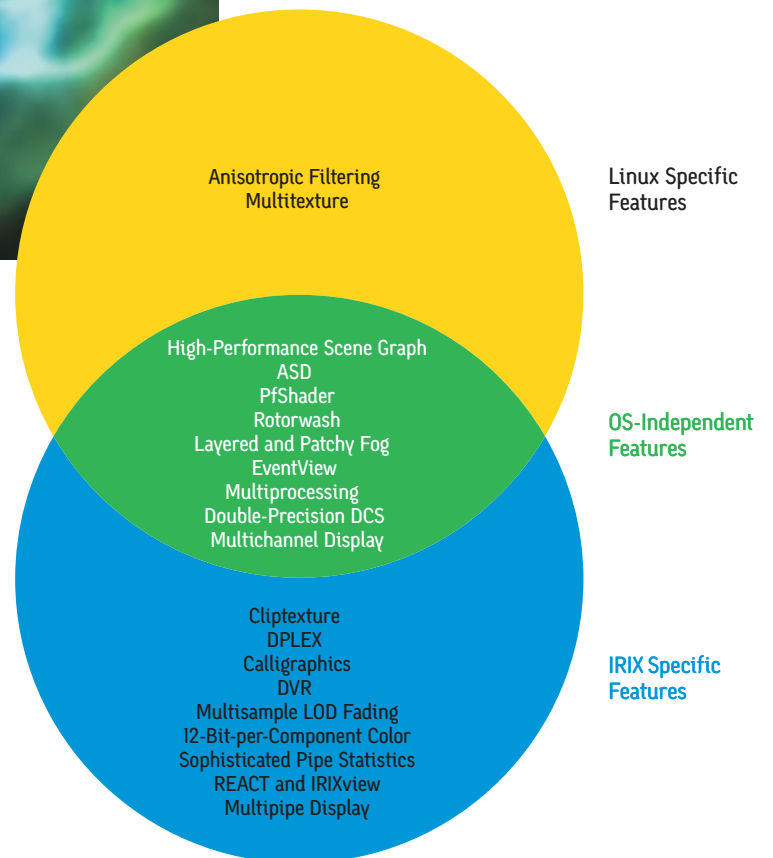 Anisotropic Filtering
Multitexture
Linux Specific
Features
High-Performance Scene Graph
ASD
PfShader
Rotorwash
Layered and Patchy Fog
EventView
Multiprocessing
Double-Precision DCS
Multichannel Display
OS-Independent
Features
Cliptexture
DPLEX
Calligraphics
DVR
Multisample LOD Fading
12-Bit-per-Component Color
Sophisticated Pipe Statistics
REACT and IRIXview
Multipipe Display
IRIX Specific
Features